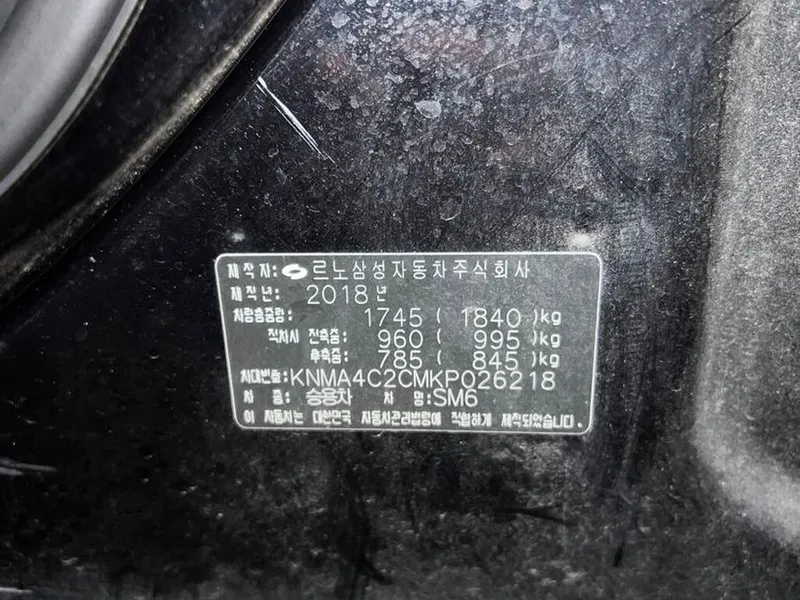 제작자: 르노삼성자동차주식회사
제작년: 2018년
차량총중량: 1745 ( 1840 )kg
적차시 전축중: 960 ( 995 )kg
후축중: 785 ( 845 )kg
차대번호: KNMA4C2CMKP026218
차 종: 승용차 차 명: SM6
이 자동차는 대한민국 자동차관리법령에 적합하게 제작되었습니다.